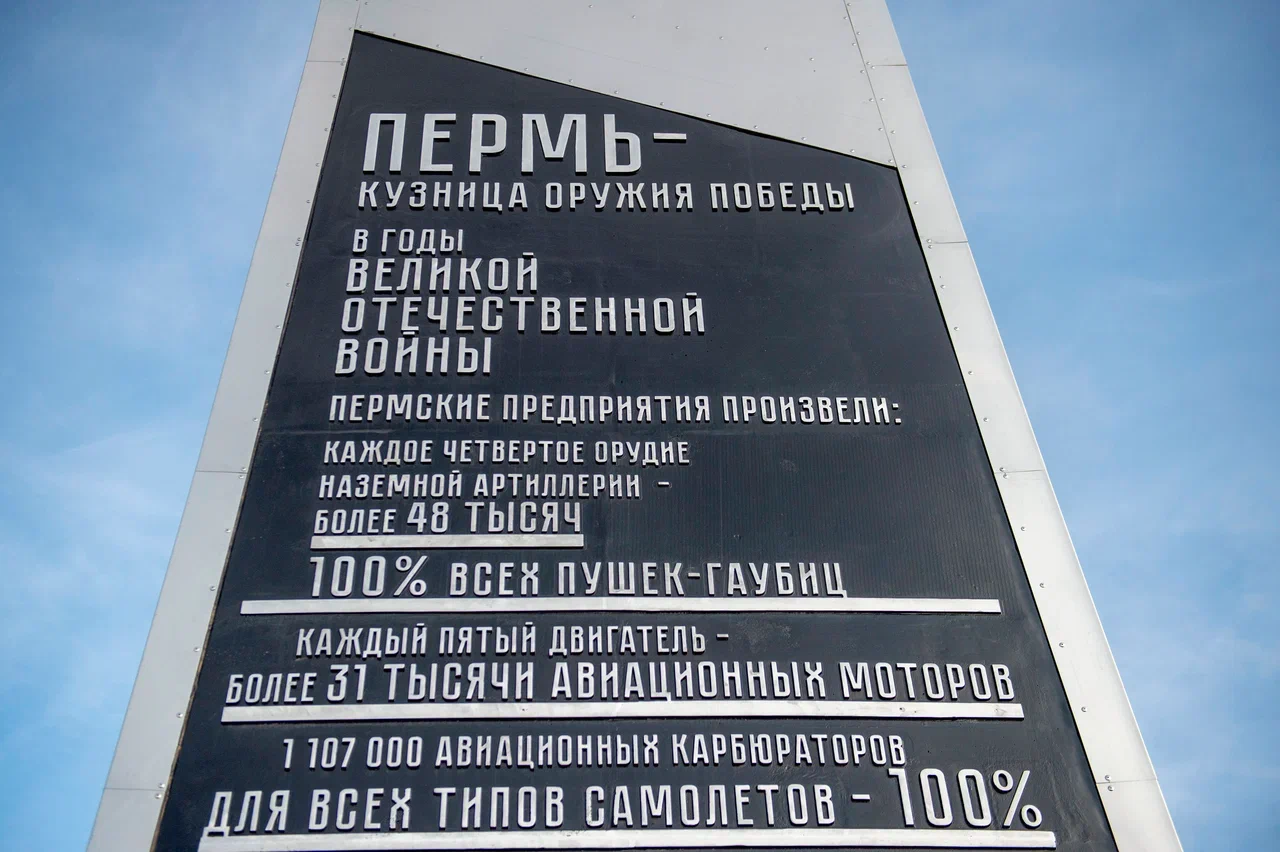 ПЕРМЬ–
КУЗНИЦА ОРУЖИЯ ПОБЕДЫ
В ГОДЫ
ВЕЛИКОЙ
ОТЕЧЕСТВЕННОЙ
ВОЙНЫ
ПЕРМСКИЕ ПРЕДПРИЯТИЯ ПРОИЗВЕЛИ:
КАЖДОЕ ЧЕТВЕРТОЕ ОРУДИЕ
НАЗЕМНОЙ АРТИЛЛЕРИИ –
БОЛЕЕ 48 ТЫСЯЧ
100% ВСЕХ ПУШЕК-ГАУБИЦ
КАЖДЫЙ ПЯТЫЙ ДВИГАТЕЛЬ –
БОЛЕЕ 31 ТЫСЯЧИ АВИАЦИОННЫХ МОТОРОВ
1 107 000 АВИАЦИОННЫХ КАРБЮРАТОРОВ
ДЛЯ ВСЕХ ТИПОВ САМОЛЕТОВ – 100%